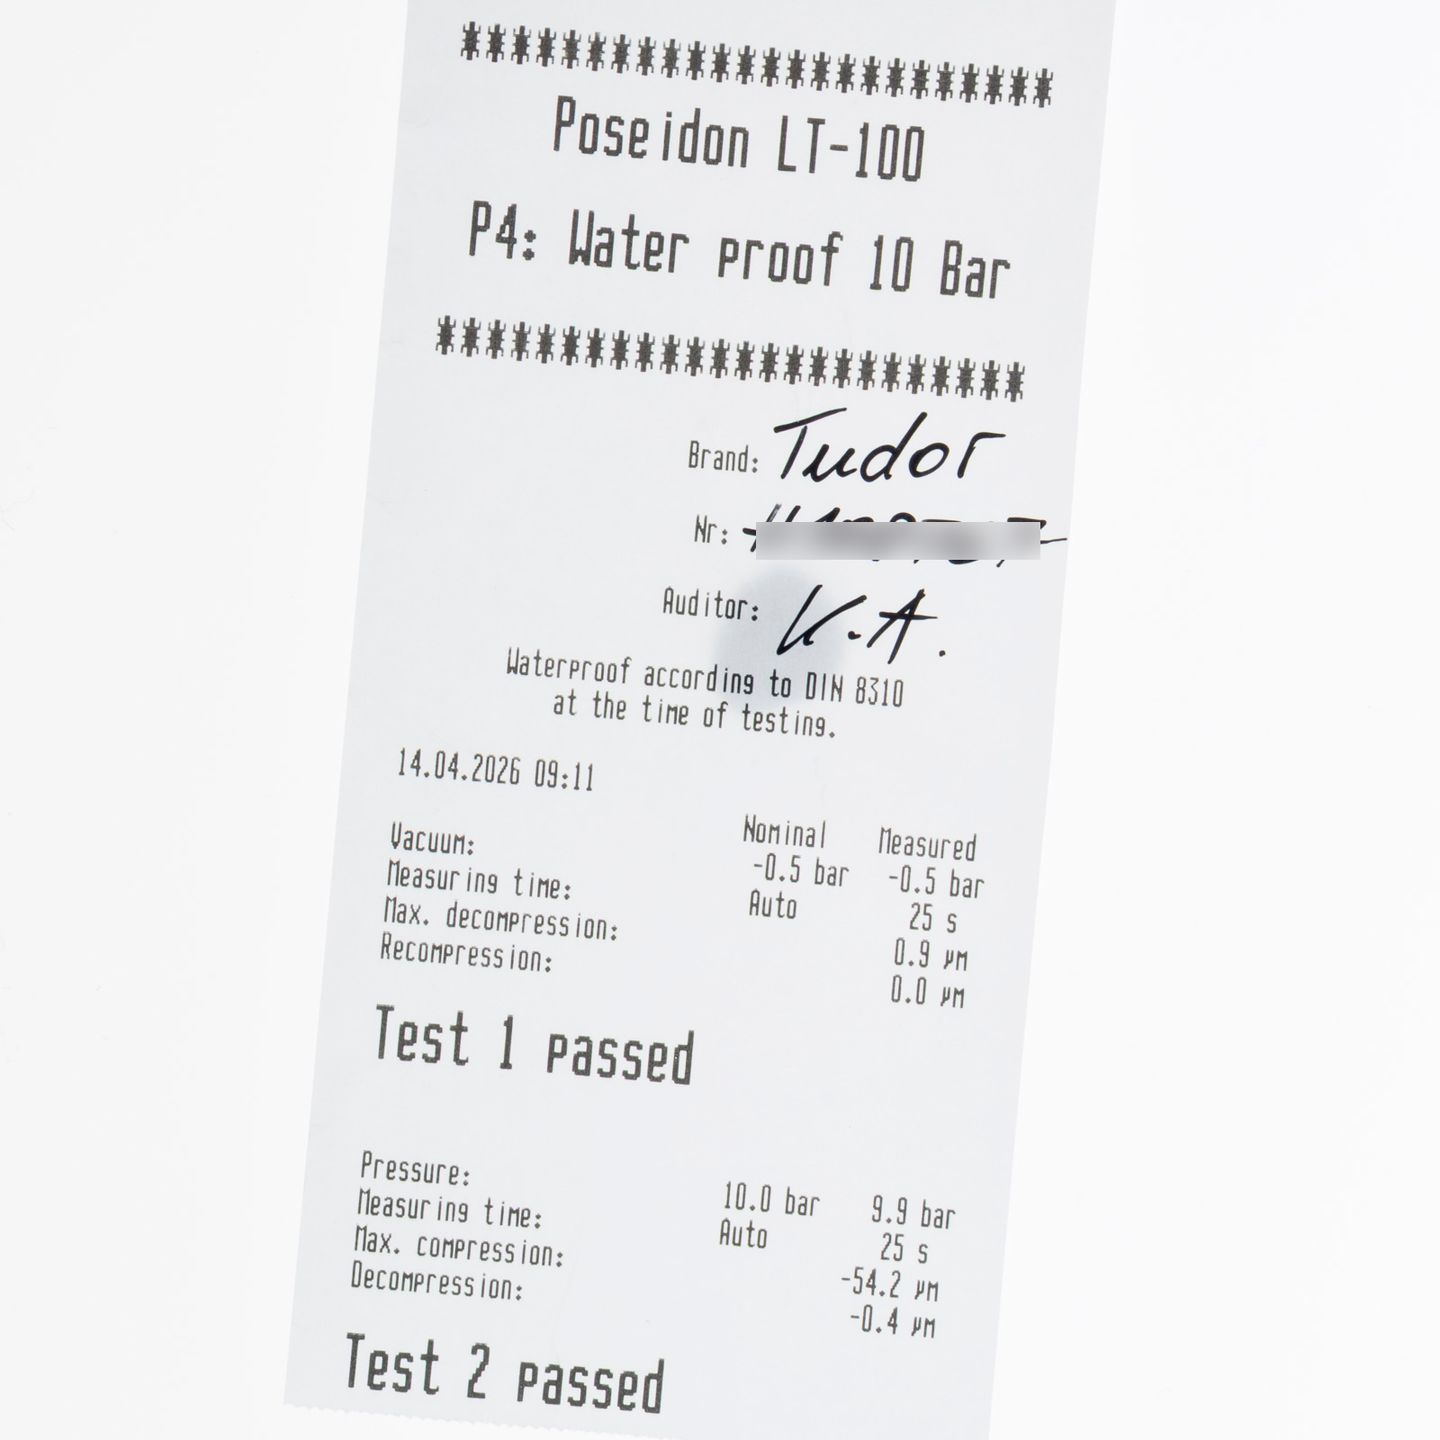 Poseidon LT-100
P4: Water proof 10 Bar
Brand: Tudor
Nr:
Auditor: K.A.
Waterproof according to DIN 8310
at the time of testing.
14.04.2026 09:11
Nominal Measured
Vacuum: -0.5 bar -0.5 bar
Measuring time: Auto 25 s
Max. decompression: 0.9 µm
Recompression: 0.0 µm
Test 1 passed
Pressure: 10.0 bar 9.9 bar
Measuring time: Auto 25 s
Max. compression: -54.2 µm
Decompression: -0.4 µm
Test 2 passed